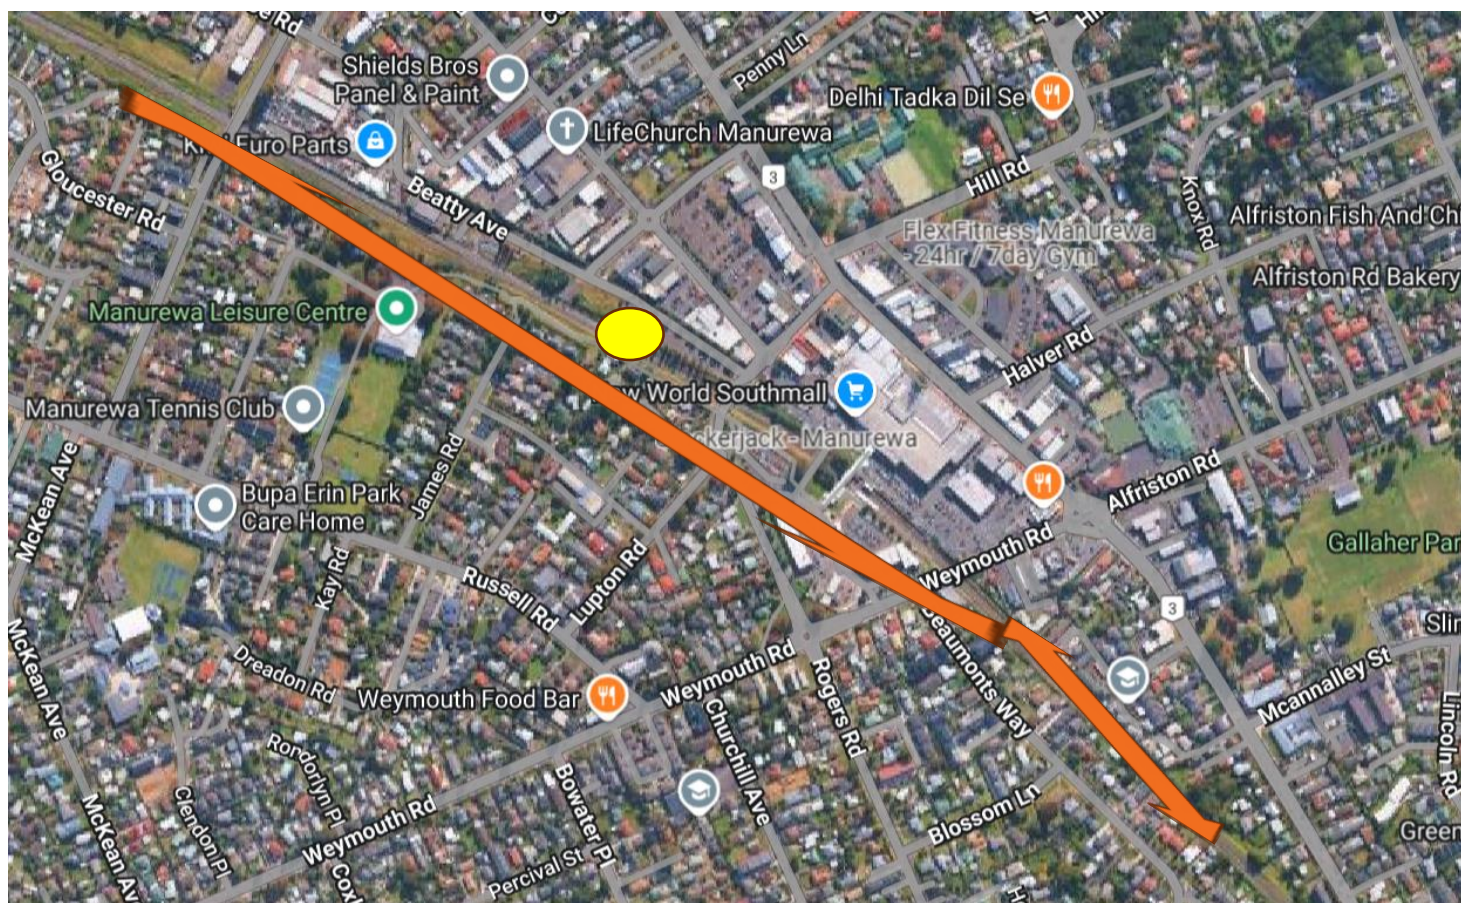 Shields Bros
Panel & Paint
Penny Ln
Delhi Tadka Dil Se
LifeChurch Manurewa
Euro Parts
3
Hill Rd
Knox Rd
Gloucester Rd
Beatty Ave
Alfriston Fish And Chi
Flex Fitness Manurewa
- 24hr / 7day Gym
Alfriston Rd Bakery
Manurewa Leisure Centre
Halver Rd
World Southmall
Manurewa Tennis Club
- Manurewa
James Rd
Alfriston Rd
McKean Ave
Bupa Erin Park
Care Home
Gallaher Par
Weymouth Rd
Kay Rd
Russell Rd
Lupton Rd
3
McKean Ave
Beaumonts Way
Dreadon Rd
Weymouth Rd
Rogers Rd
Mcannalley St
Weymouth Food Bar
Churchill Ave
Lincoln Rd
Rondorlyn Pl
Clendon Pl
Bowater Pl
Blossom Ln
McKean Av
Weymouth Rd
Green
Percival St